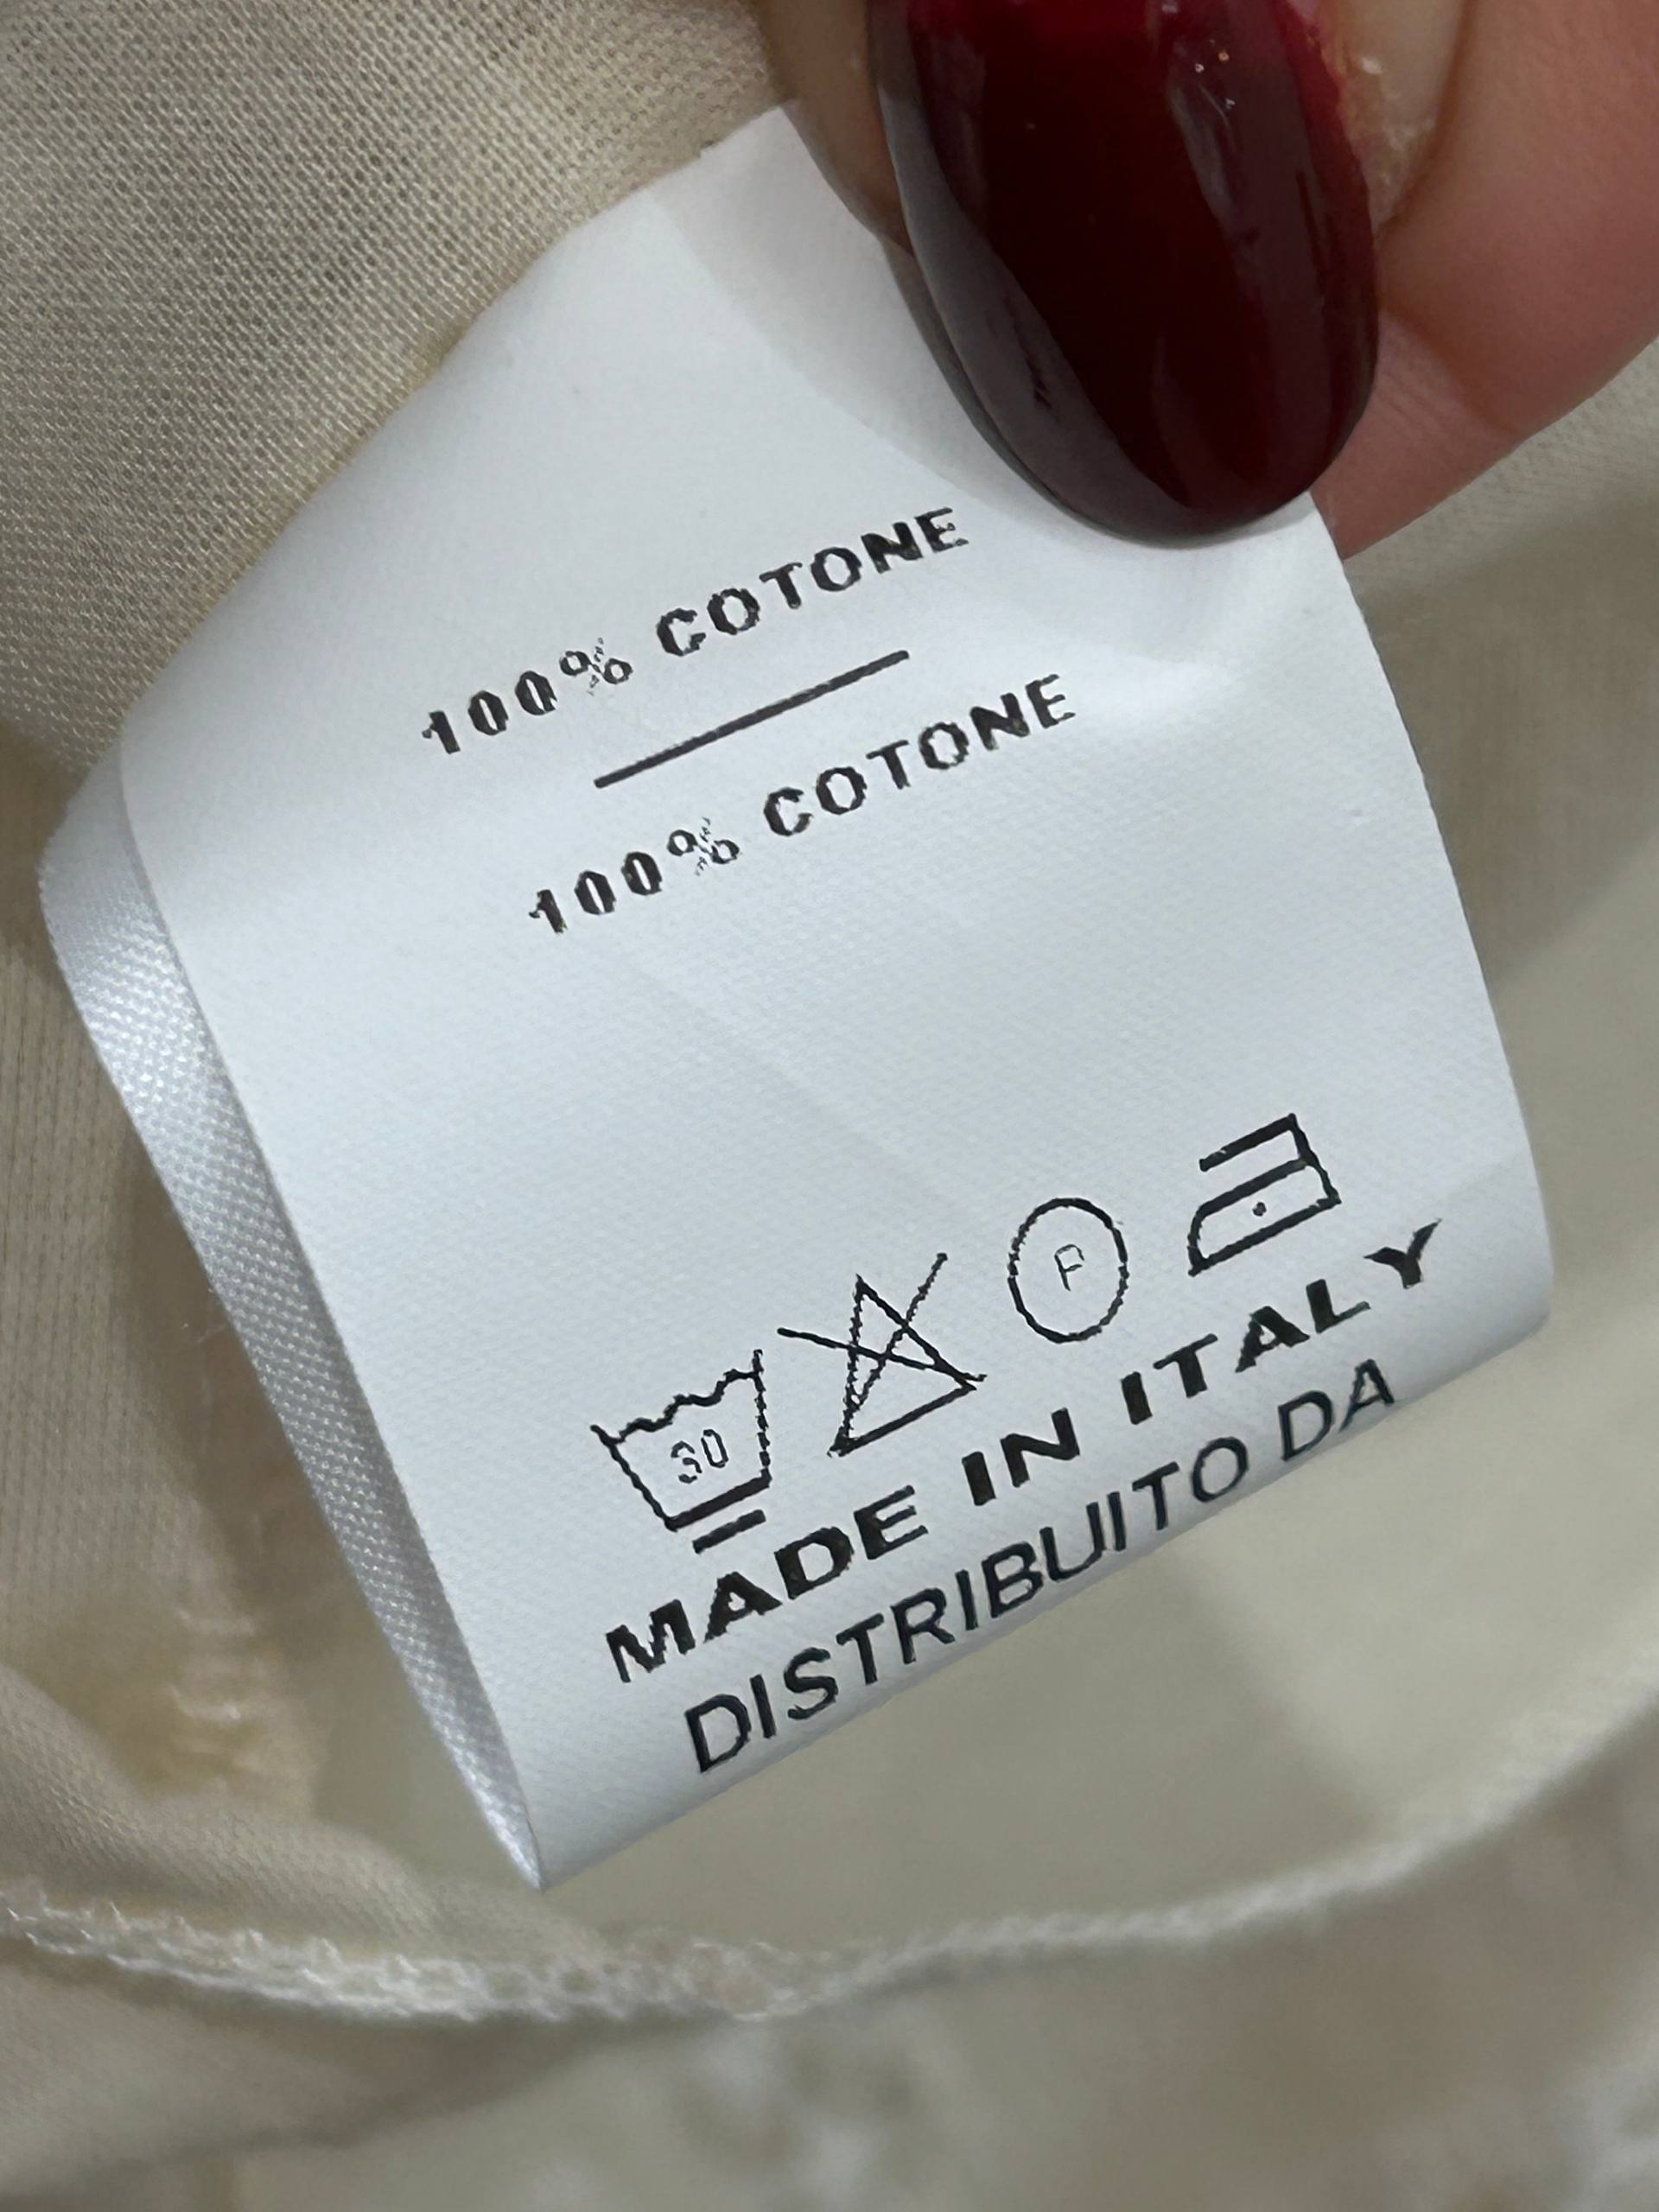 100% COTONE
100% COTONE
30
F
MADE IN ITALY
DISTRIBUITO DA